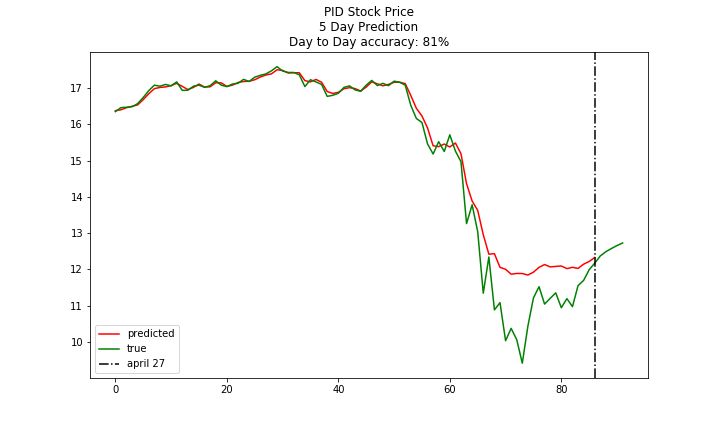 PID Stock Price
5 Day Prediction
Day to Day accuracy: 81%
17
16
15
14
13
12
11
10
predicted
true
april 27
0
20
40
60
80